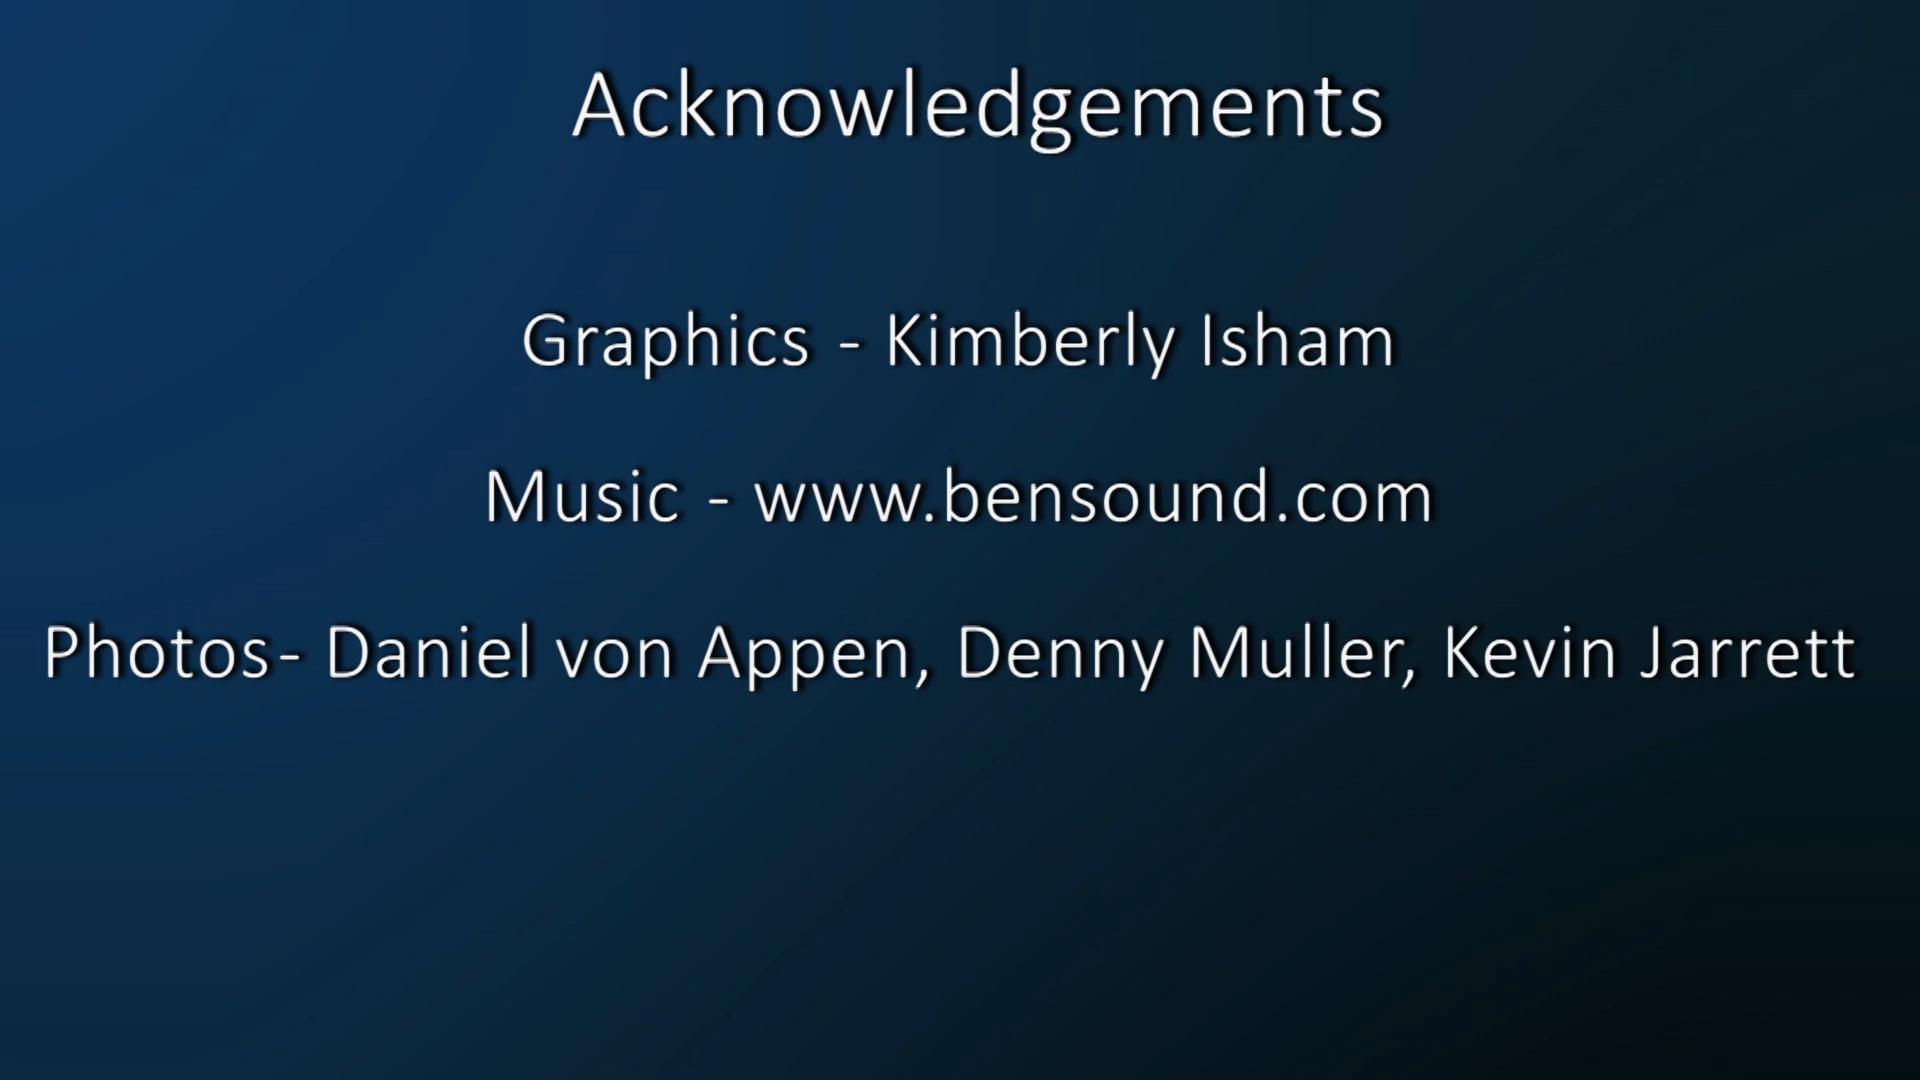 Acknowledgements
Graphics - Kimberly Isham
Music - www.bensound.com
Photos- Daniel von Appen, Denny Muller, Kevin Jarrett